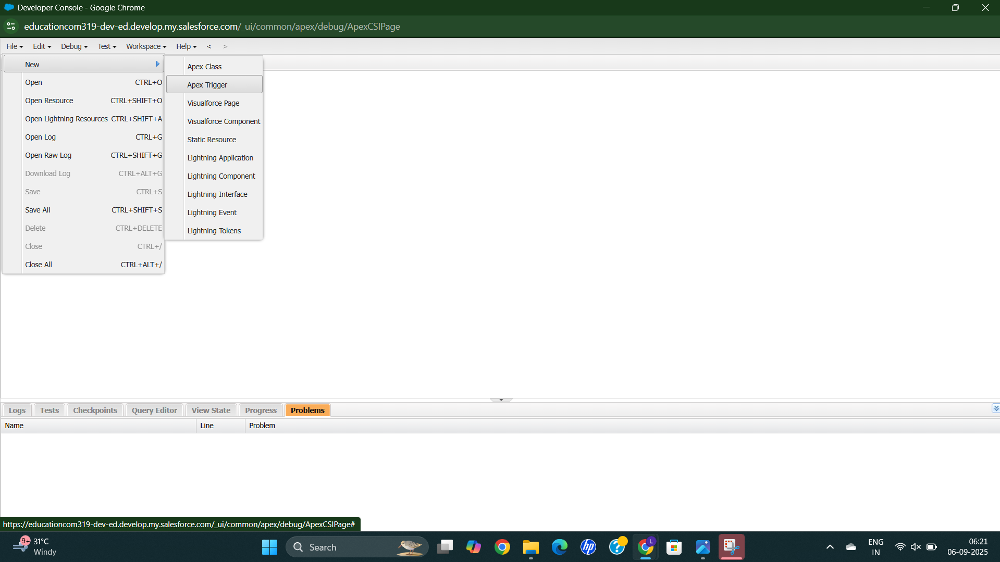 Developer Console - Google Chrome
educationcom319-dev-ed.develop.my.salesforce.com/_ui/common/apex/debug/ApexCSIPage
File Edit Debug Test Workspace Help < >
New
Open CTRL+O
Open Resource CTRL+SHIFT+O
Open Lightning Resources CTRL+SHIFT+A
Open Log CTRL+G
Open Raw Log CTRL+SHIFT+G
Download Log CTRL+ALT+G
Save CTRL+S
Save All CTRL+SHIFT+S
Delete CTRL+DELETE
Close CTRL+/
Close All CTRL+ALT+/
Apex Class
Apex Trigger
Visualforce Page
Visualforce Component
Static Resource
Lightning Application
Lightning Component
Lightning Interface
Lightning Event
Lightning Tokens
Logs Tests Checkpoints Query Editor View State Progress Problems
Name Line Problem
https://educationcom319-dev-ed.develop.my.salesforce.com/_ui/common/apex/debug/ApexCSIPage#
9+
31°C
Windy
Search
hp
L
ENG
IN
06:21
06-09-2025